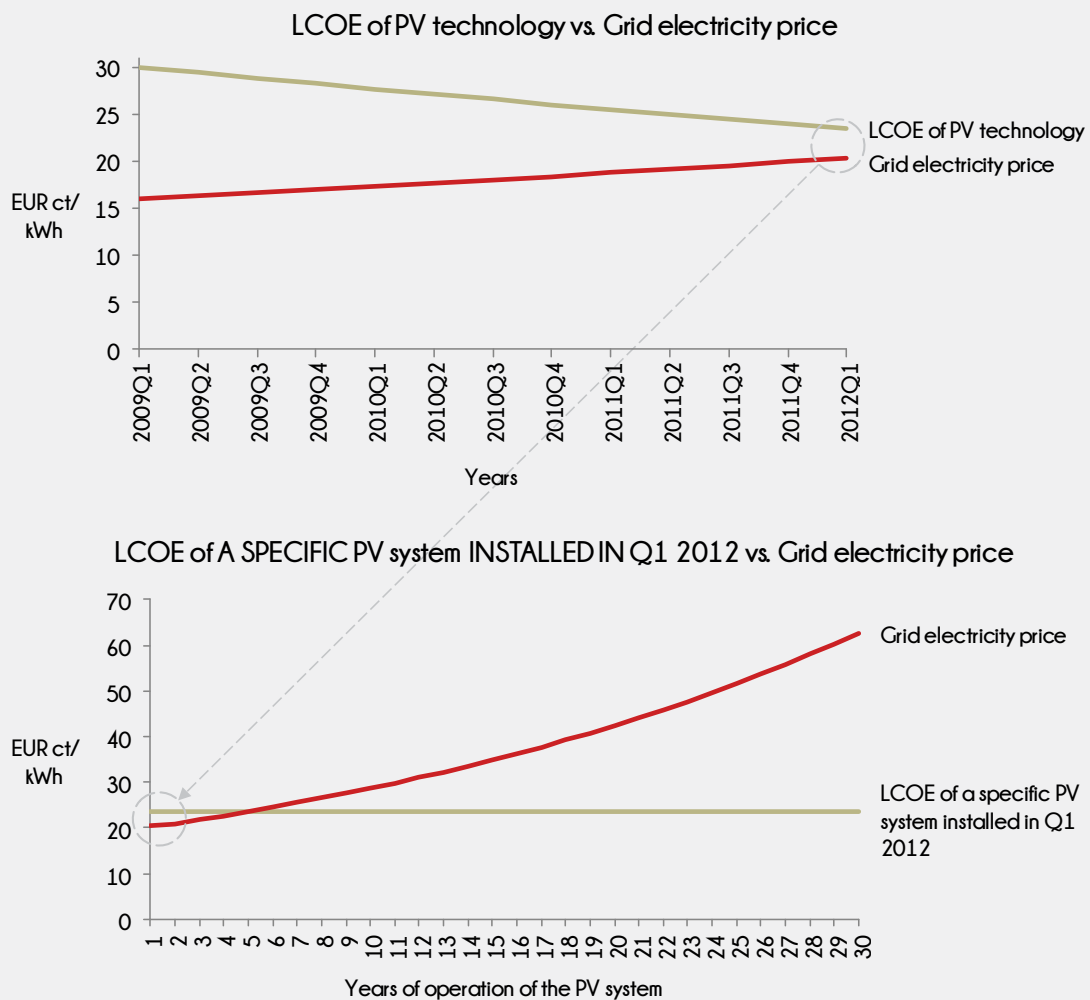 LCOE of PV technology vs. Grid electricity price
30
25
20
15
10
5
0
EUR ct/
kWh
LCOE of PV technology
Grid electricity price
2009Q1
2009Q2
2009Q3
2009Q4
2010Q1
2010Q2
2010Q3
2010Q4
2011Q1
2011Q2
2011Q3
2011Q4
2012Q1
Years
LCOE of A SPECIFIC PV system INSTALLED IN Q1 2012 vs. Grid electricity price
70
60
50
40
30
20
10
0
EUR ct/
kWh
Grid electricity price
LCOE of a specific PV
system installed in Q1
2012
1
2
3
4
5
6
7
8
9
10
11
12
13
14
15
16
17
18
19
20
21
22
23
24
25
26
27
28
29
30
Years of operation of the PV system